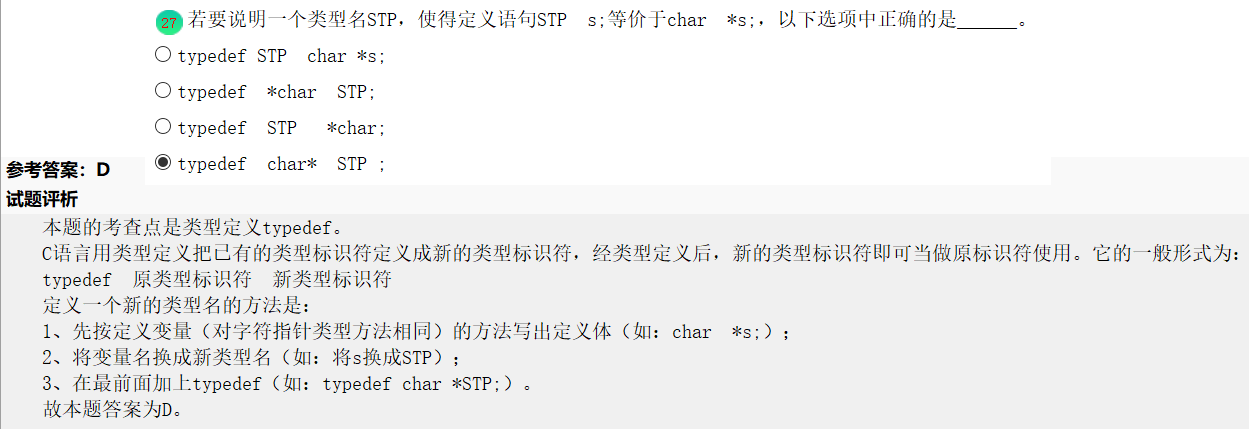 27 若要说明一个类型名STP，使得定义语句STP  s;等价于char  *s;，以下选项中正确的是______。
typedef STP  char *s;
typedef  *char  STP;
typedef  STP   *char;
typedef  char*  STP ;
参考答案：D
试题评析
本题的考查点是类型定义typedef。
C语言用类型定义把已有的类型标识符定义成新的类型标识符，经类型定义后，新的类型标识符即可当做原标识符使用。它的一般形式为：
typedef  原类型标识符  新类型标识符
定义一个新的类型名的方法是：
1、先按定义变量（对字符指针类型方法相同）的方法写出定义体（如：char  *s;）；
2、将变量名换成新类型名（如：将s换成STP）；
3、在最前面加上typedef（如：typedef char *STP;）。
故本题答案为D。